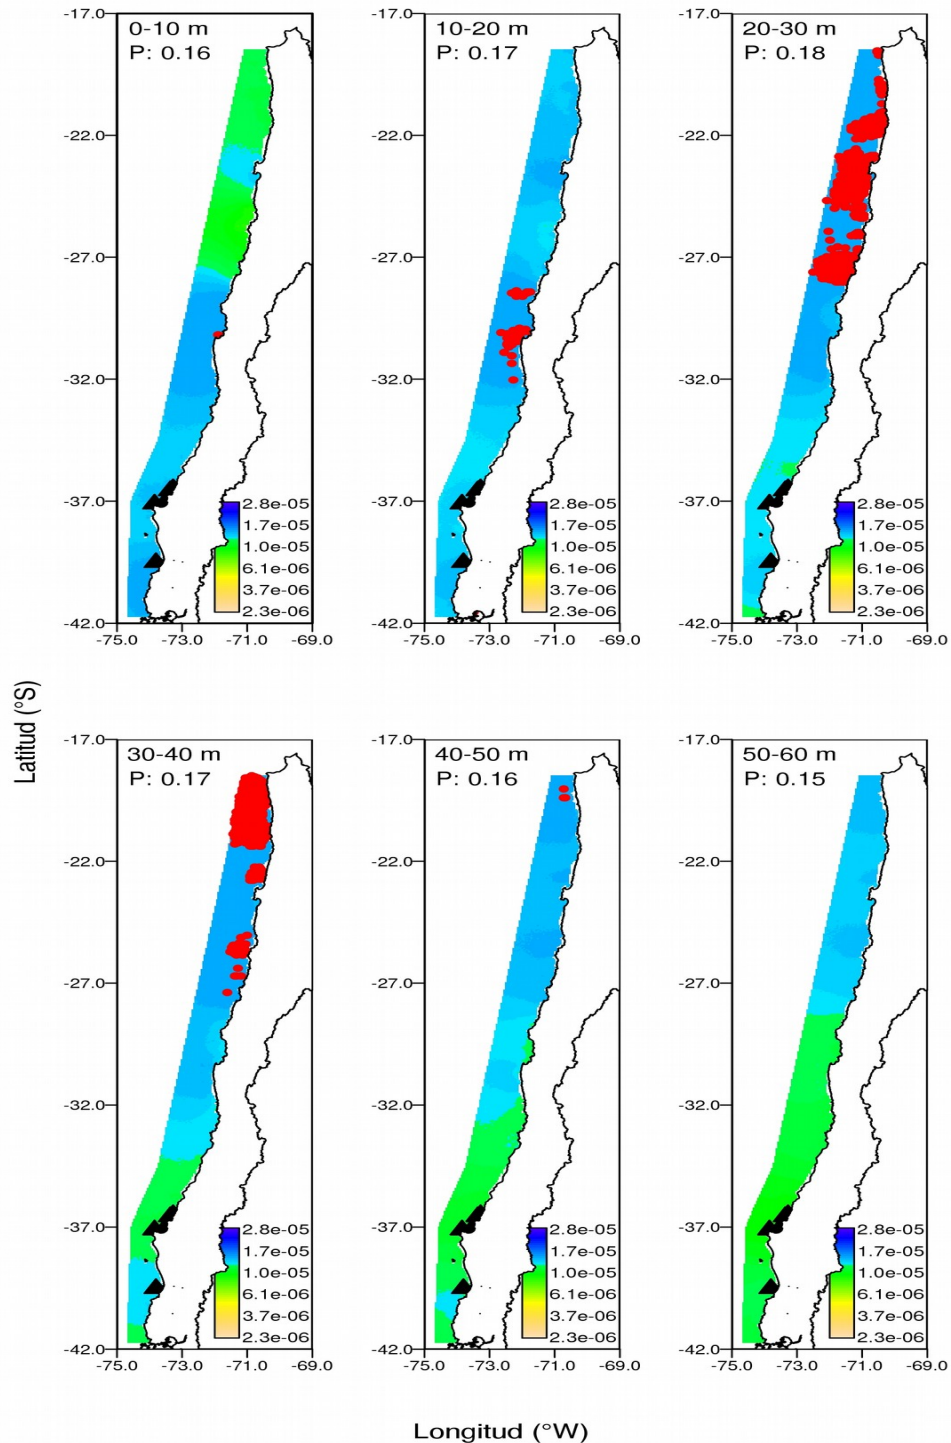 0-10 m
P: 0.16
-17.0
-22.0
-27.0
-32.0
-37.0
-42.0
-75.0 -73.0 -71.0 -69.0
2.8e-05
1.7e-05
1.0e-05
6.1e-06
3.7e-06
2.3e-06
10-20 m
P: 0.17
-17.0
-22.0
-27.0
-32.0
-37.0
-42.0
-75.0 -73.0 -71.0 -69.0
2.8e-05
1.7e-05
1.0e-05
6.1e-06
3.7e-06
2.3e-06
20-30 m
P: 0.18
-17.0
-22.0
-27.0
-32.0
-37.0
-42.0
-75.0 -73.0 -71.0 -69.0
2.8e-05
1.7e-05
1.0e-05
6.1e-06
3.7e-06
2.3e-06
Latitud (°S)
30-40 m
P: 0.17
-17.0
-22.0
-27.0
-32.0
-37.0
-42.0
-75.0 -73.0 -71.0 -69.0
2.8e-05
1.7e-05
1.0e-05
6.1e-06
3.7e-06
2.3e-06
40-50 m
P: 0.16
-17.0
-22.0
-27.0
-32.0
-37.0
-42.0
-75.0 -73.0 -71.0 -69.0
2.8e-05
1.7e-05
1.0e-05
6.1e-06
3.7e-06
2.3e-06
50-60 m
P: 0.15
-17.0
-22.0
-27.0
-32.0
-37.0
-42.0
-75.0 -73.0 -71.0 -69.0
2.8e-05
1.7e-05
1.0e-05
6.1e-06
3.7e-06
2.3e-06
Longitud (°W)